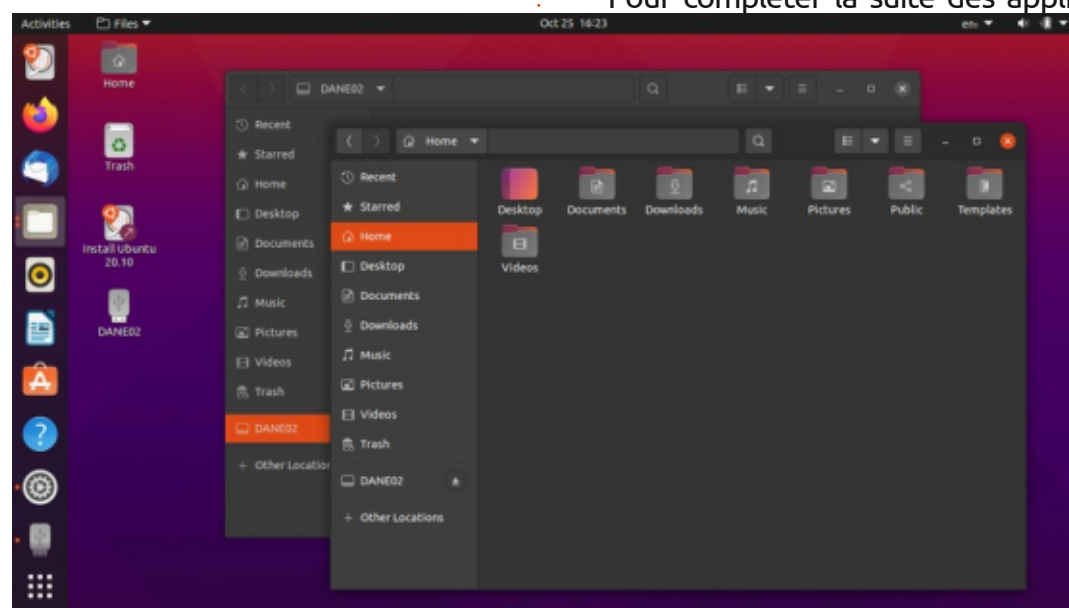 Pour compléter la suite des appli
Activities Files Oct 25 16:23 en
Home
Trash
Install Ubuntu
20.10
DANE02
DANE02
Recent
Starred
Home
Desktop
Documents
Downloads
Music
Pictures
Videos
Trash
DANE02
+ Other Location
Home
Recent
Starred
Home
Desktop
Documents
Downloads
Music
Pictures
Videos
Trash
DANE02
+ Other Locations
Desktop Documents Downloads Music Pictures Public Templates
Videos